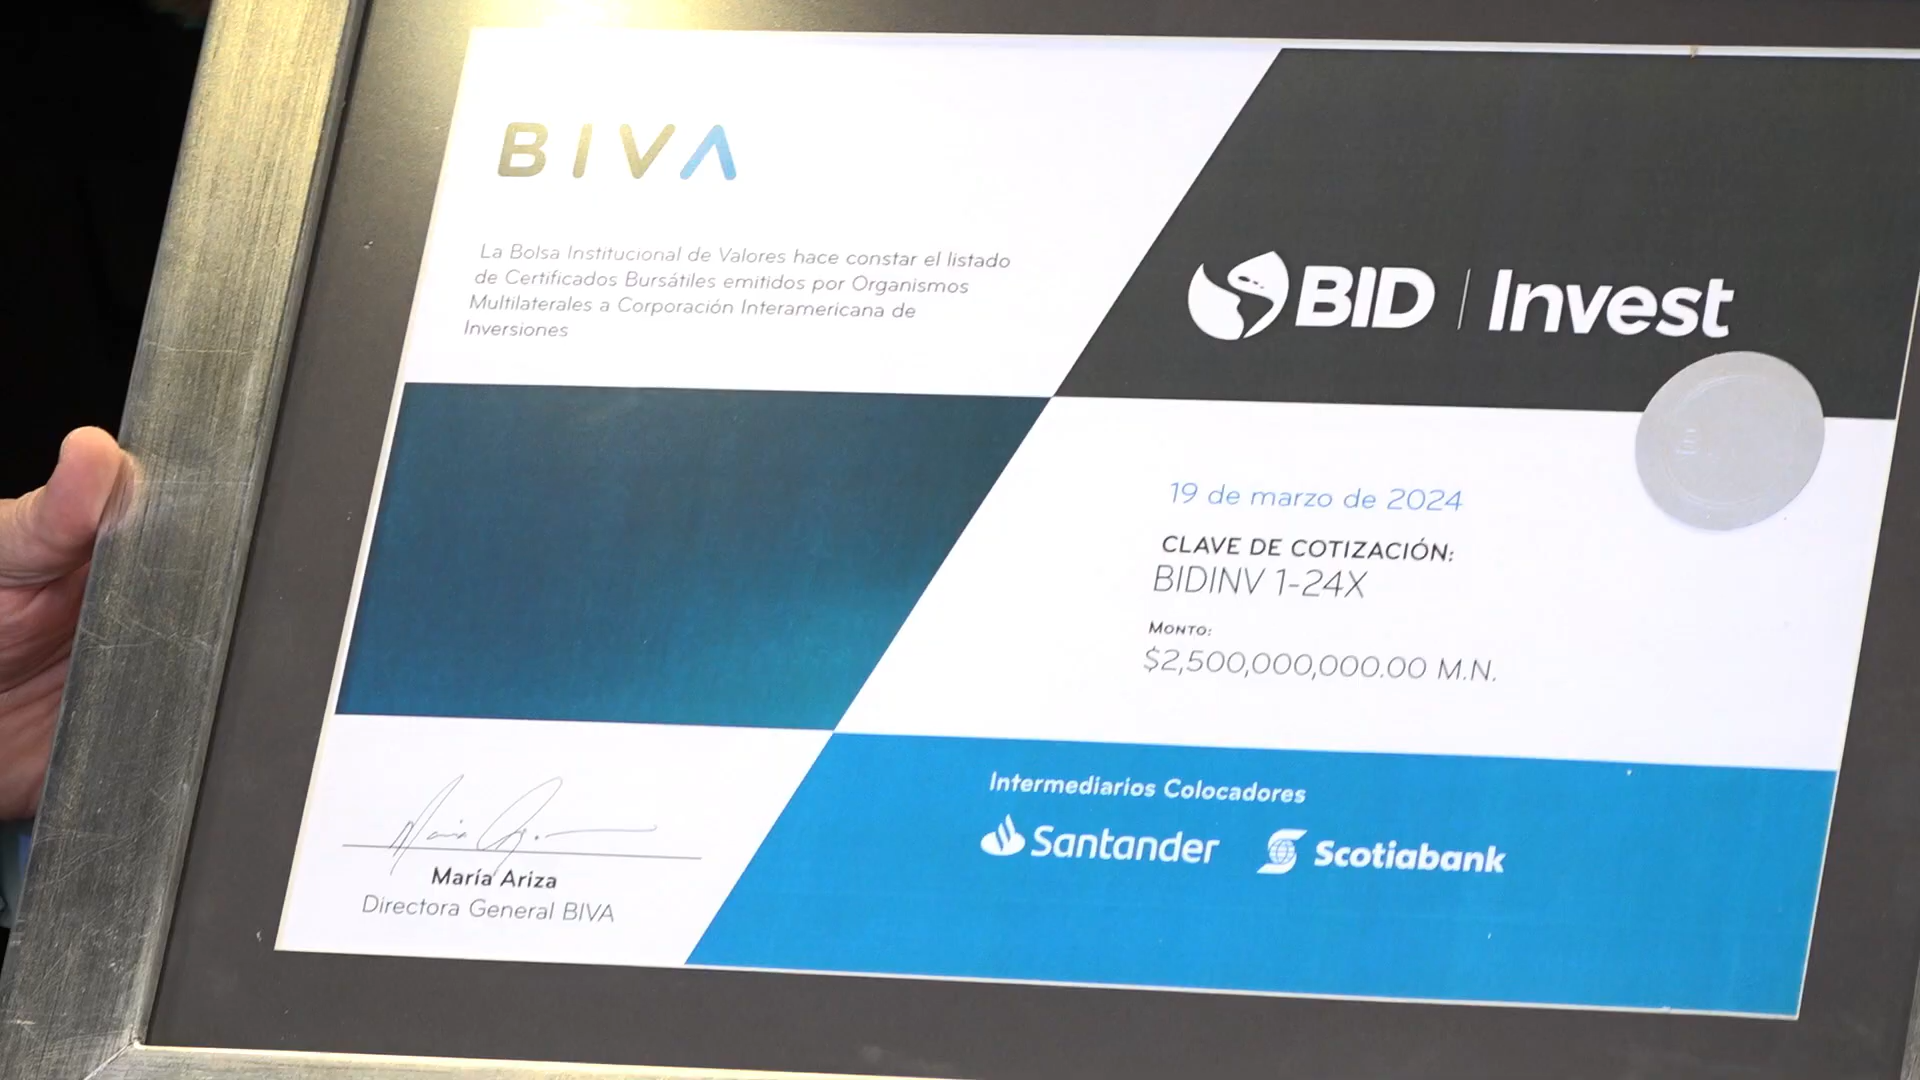 BIVA
La Bolsa Institucional de Valores hace constar el listado
de Certificados Bursátiles emitidos por Organismos
Multilaterales a Corporación Interamericana de
Inversiones
BID Invest
19 de marzo de 2024
CLAVE DE COTIZACIÓN:
BIDINV 1-24X
MONTO:
$2,500,000,000.00 M.N.
María Ariza
Directora General BIVA
Intermediarios Colocadores
Santander
Scotiabank